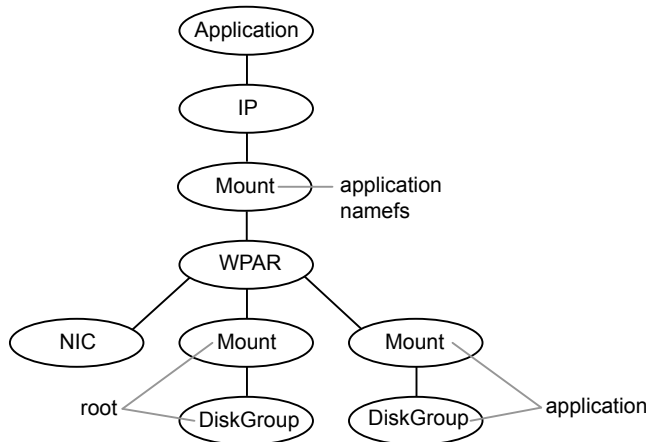 Application
IP
Mount
application
namefs
WPAR
NIC
Mount
Mount
root
DiskGroup
DiskGroup
application